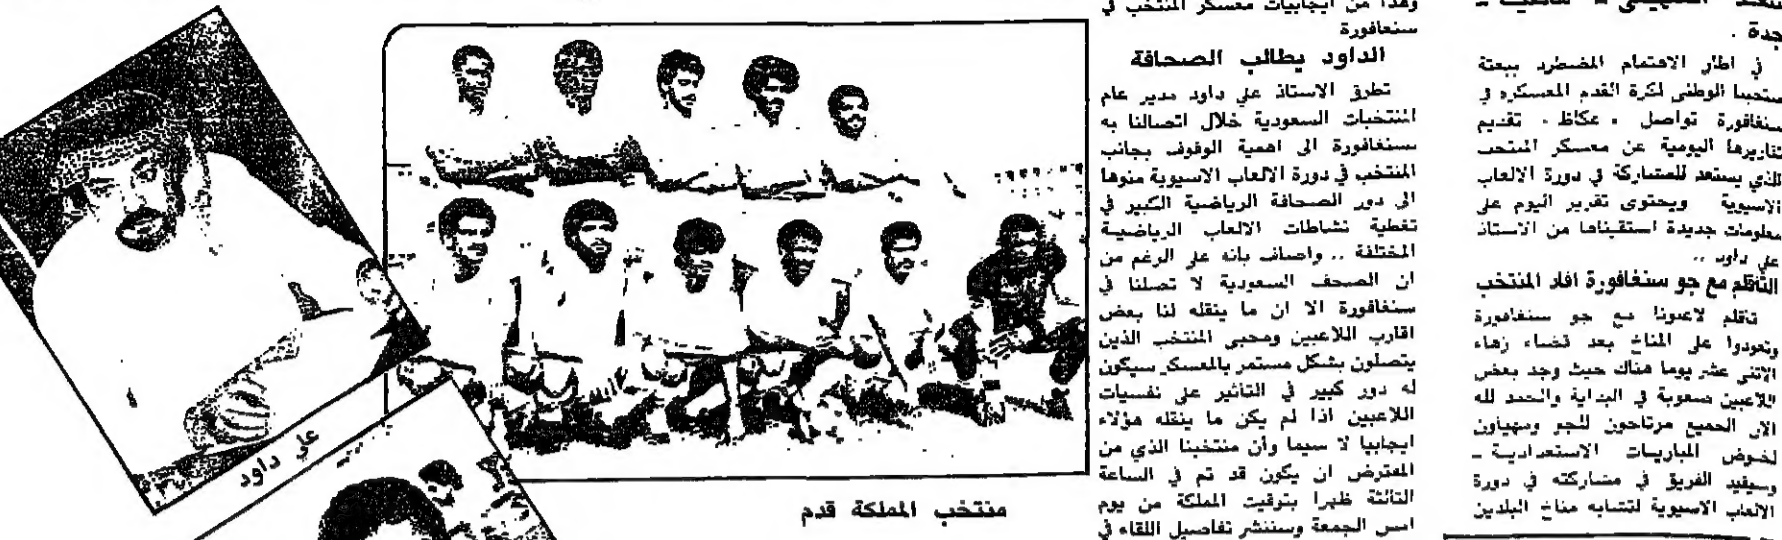 جدة .
في اطار الاهتمام المضطرد ببعثة
منتخبنا الوطني لكرة القدم المعسكره في
سنغافورة تواصل « عكاظ » تقديم
تقاريرها اليومية عن معسكر المنتخب
الذي يستعد للمشاركة في دورة الالعاب
الاسيوية ويحتوى تقرير اليوم على
معلومات جديدة استقيناها من الاستاذ
علي داود ..
التأقلم مع جو سنغافورة افاد المنتخب
تاقلم لاعبونا مع جو سنغافورة
وتعودوا على المناخ بعد قضاء زهاء
الاثنى عشر يوما هناك حيث وجد بعض
اللاعبين صعوبة في البداية والحمد لله
الان الجميع مرتاحون للجو ومهياون
لخوض المباريات الاستعدادية ـ
وسيفيد الفريق في مشاركته في دورة
الالعاب الاسيوية لتشابه مناخ البلدين
وهذا من ايجابيات معسكر المنتخب في
سنغافورة
الداود يطالب الصحافة
تطرق الاستاذ علي داود مدير عام
المنتخبات السعودية خلال اتصالنا به
بسنغافورة الى اهمية الوقوف بجانب
المنتخب في دورة الالعاب الاسيوية منوها
الى دور الصحافة الرياضية الكبير في
تغطية نشاطات الالعاب الرياضية
المختلفة .. واضاف بانه على الرغم من
ان الصحف السعودية لا تصلنا في
سنغافورة الا ان ما ينقله لنا بعض
اقارب اللاعبين ومحبى المنتخب الذين
يتصلون بشكل مستمر بالمعسكر سيكون
له دور كبير في التاثير على نفسيات
اللاعبين اذا لم يكن ما ينقله هؤلاء
ايجابيا لا سيما وأن منتخبنا الذي من
المفترض ان يكون قد تم في الساعة
الثالثة ظهرا بتوقيت المملكة من يوم
امس الجمعة وسننشر تفاصيل اللقاء في
منتخب المملكة قدم
علي داود